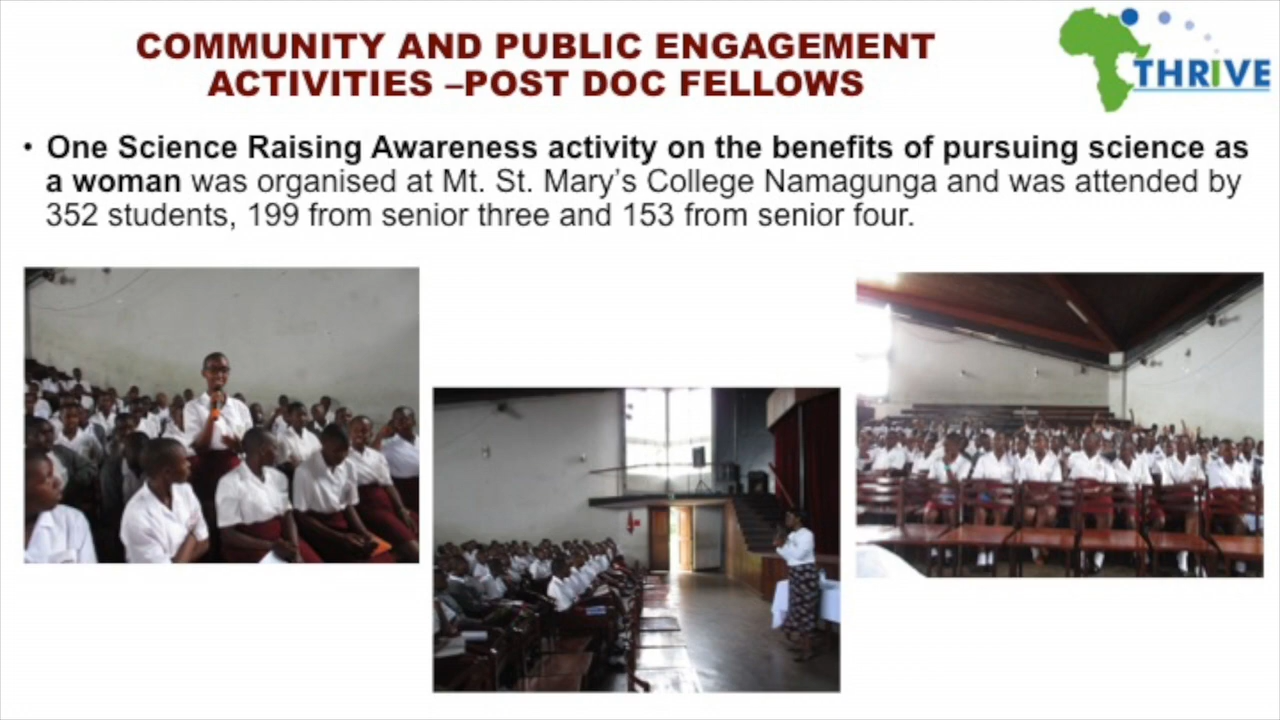 COMMUNITY AND PUBLIC ENGAGEMENT
ACTIVITIES –POST DOC FELLOWS
THRIVE
• One Science Raising Awareness activity on the benefits of pursuing science as
a woman was organised at Mt. St. Mary’s College Namagunga and was attended by
352 students, 199 from senior three and 153 from senior four.